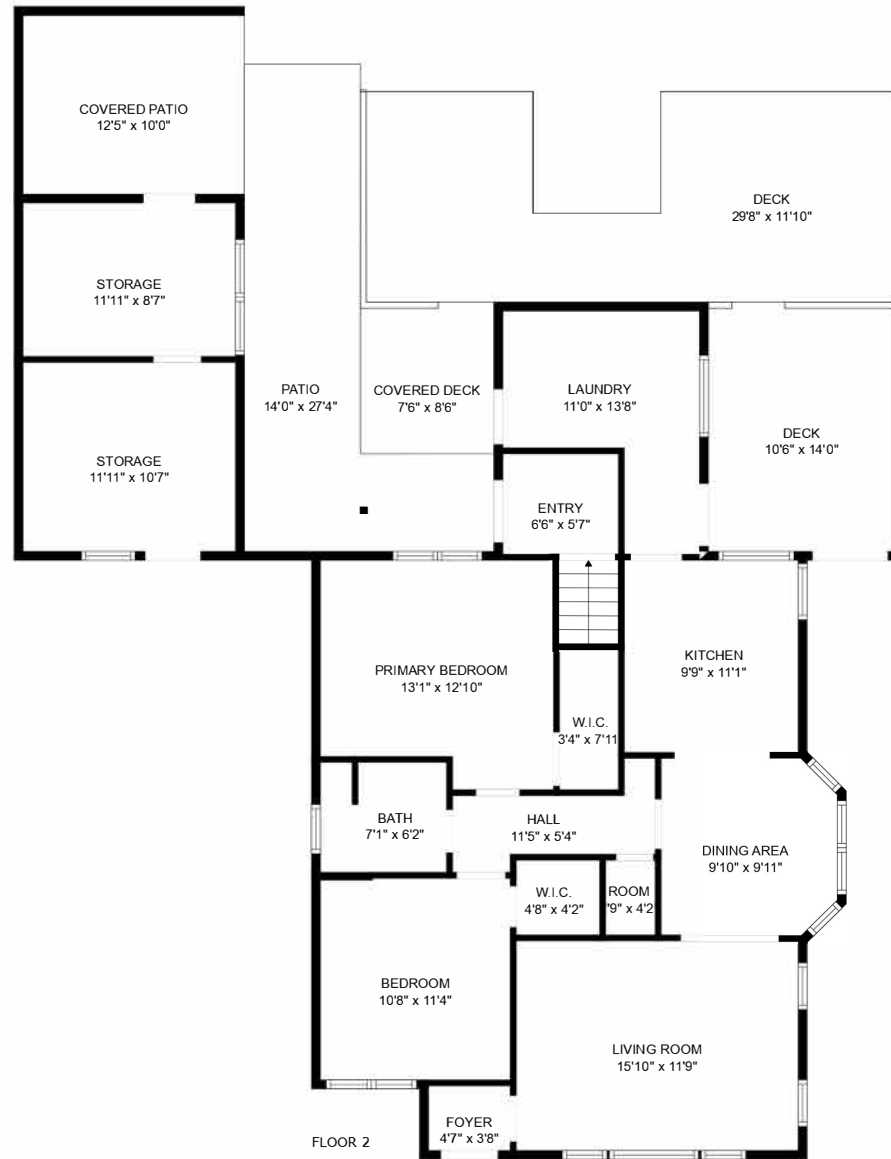 COVERED PATIO
12'5" x 10'0"
DECK
29'8" x 11'10"
STORAGE
11'11" x 8'7"
PATIO
14'0" x 27'4"
COVERED DECK
7'6" x 8'6"
LAUNDRY
11'0" x 13'8"
DECK
10'6" x 14'0"
STORAGE
11'11" x 10'7"
ENTRY
6'6" x 5'7"
PRIMARY BEDROOM
13'1" x 12'10"
KITCHEN
9'9" x 11'1"
W.I.C.
3'4" x 7'11
BATH
7'1" x 6'2"
HALL
11'5" x 5'4"
DINING AREA
9'10" x 9'11"
W.I.C.
4'8" x 4'2"
ROOM
'9" x 4'2
BEDROOM
10'8" x 11'4"
LIVING ROOM
15'10" x 11'9"
FOYER
4'7" x 3'8"
FLOOR 2